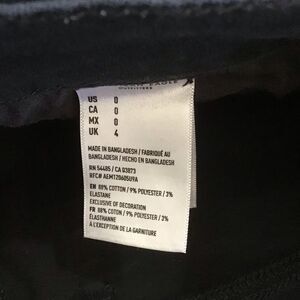 OUTFITTERS
US 0
CA 0
MX 0
UK 4
MADE IN BANGLADESH / FABRIQUÉ AU
BANGLADESH / HECHO EN BANGLADESH
RN 54485 / CA 03873
RFC# AEM120605U9A
EN 88% COTTON / 9% POLYESTER / 3%
ELASTANE
EXCLUSIVE OF DECORATION
FR 88% COTON / 9% POLYESTER / 3%
ÉLASTHANNE
À L'EXCEPTION DE LA GARNITURE